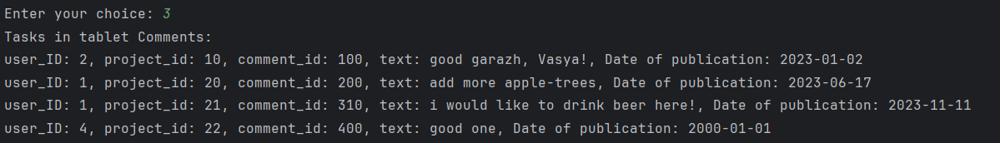 Enter your choice: 3
Tasks in tablet Comments:
user_ID: 2, project_id: 10, comment_id: 100, text: good garazh, Vasya!, Date of publication: 2023-01-02
user_ID: 1, project_id: 20, comment_id: 200, text: add more apple-trees, Date of publication: 2023-06-17
user_ID: 1, project_id: 21, comment_id: 310, text: i would like to drink beer here!, Date of publication: 2023-11-11
user_ID: 4, project_id: 22, comment_id: 400, text: good one, Date of publication: 2000-01-01